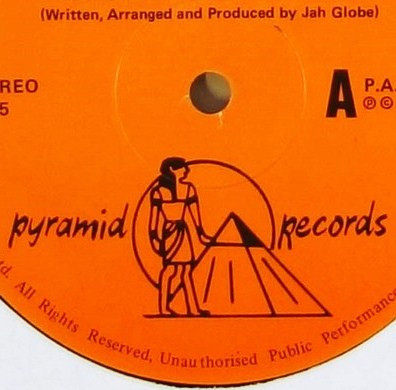 (Written, Arranged and Produced by Jah Globe)
REO
5
A
P.A.
℗ ©
pyramid records
td. All Rights Reserved, Unauthorised Public Performance